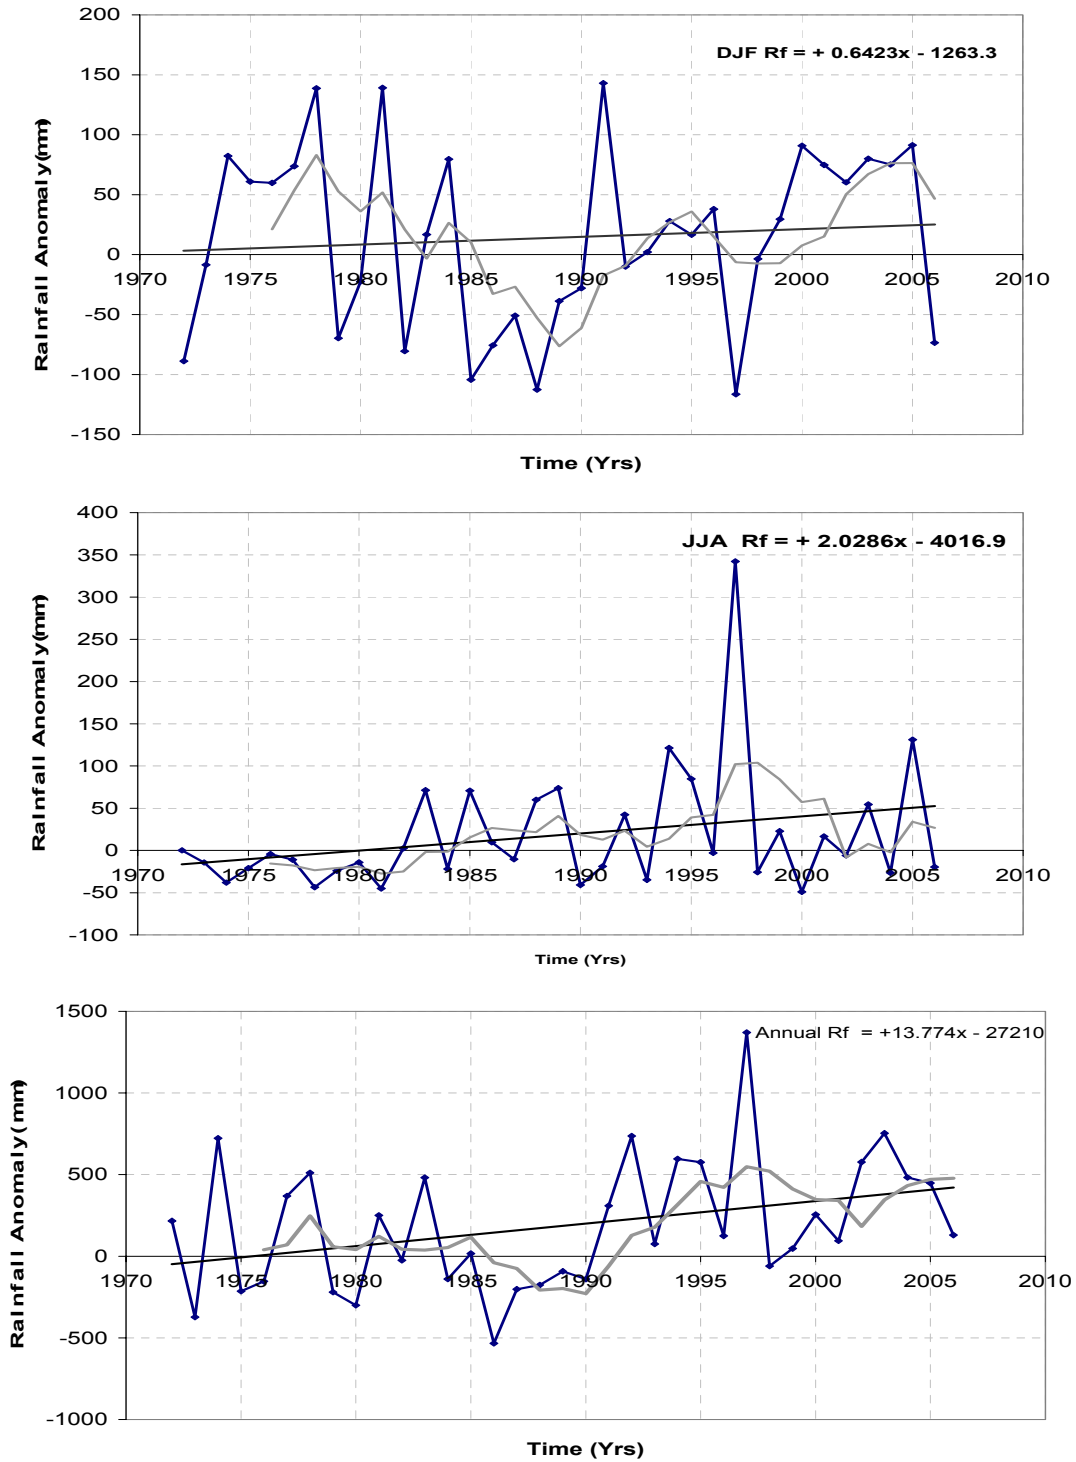 200
DJF Rf = + 0.6423x - 1263.3
150
100
50
0
1970 1975 1980 1985 1990 1995 2000 2005 2010
-50
-100
-150
RaInfall Anomaly(mm)
Time (Yrs)
400
JJA Rf = + 2.0286x - 4016.9
350
300
250
200
150
100
50
0
1970 1975 1980 1985 1990 1995 2000 2005 2010
-50
-100
RaInfall Anomaly(mm)
Time (Yrs)
1500
Annual Rf = +13.774x - 27210
1000
500
0
1970 1975 1980 1985 1990 1995 2000 2005 2010
-500
-1000
RaInfall Anomaly(mm)
Time (Yrs)